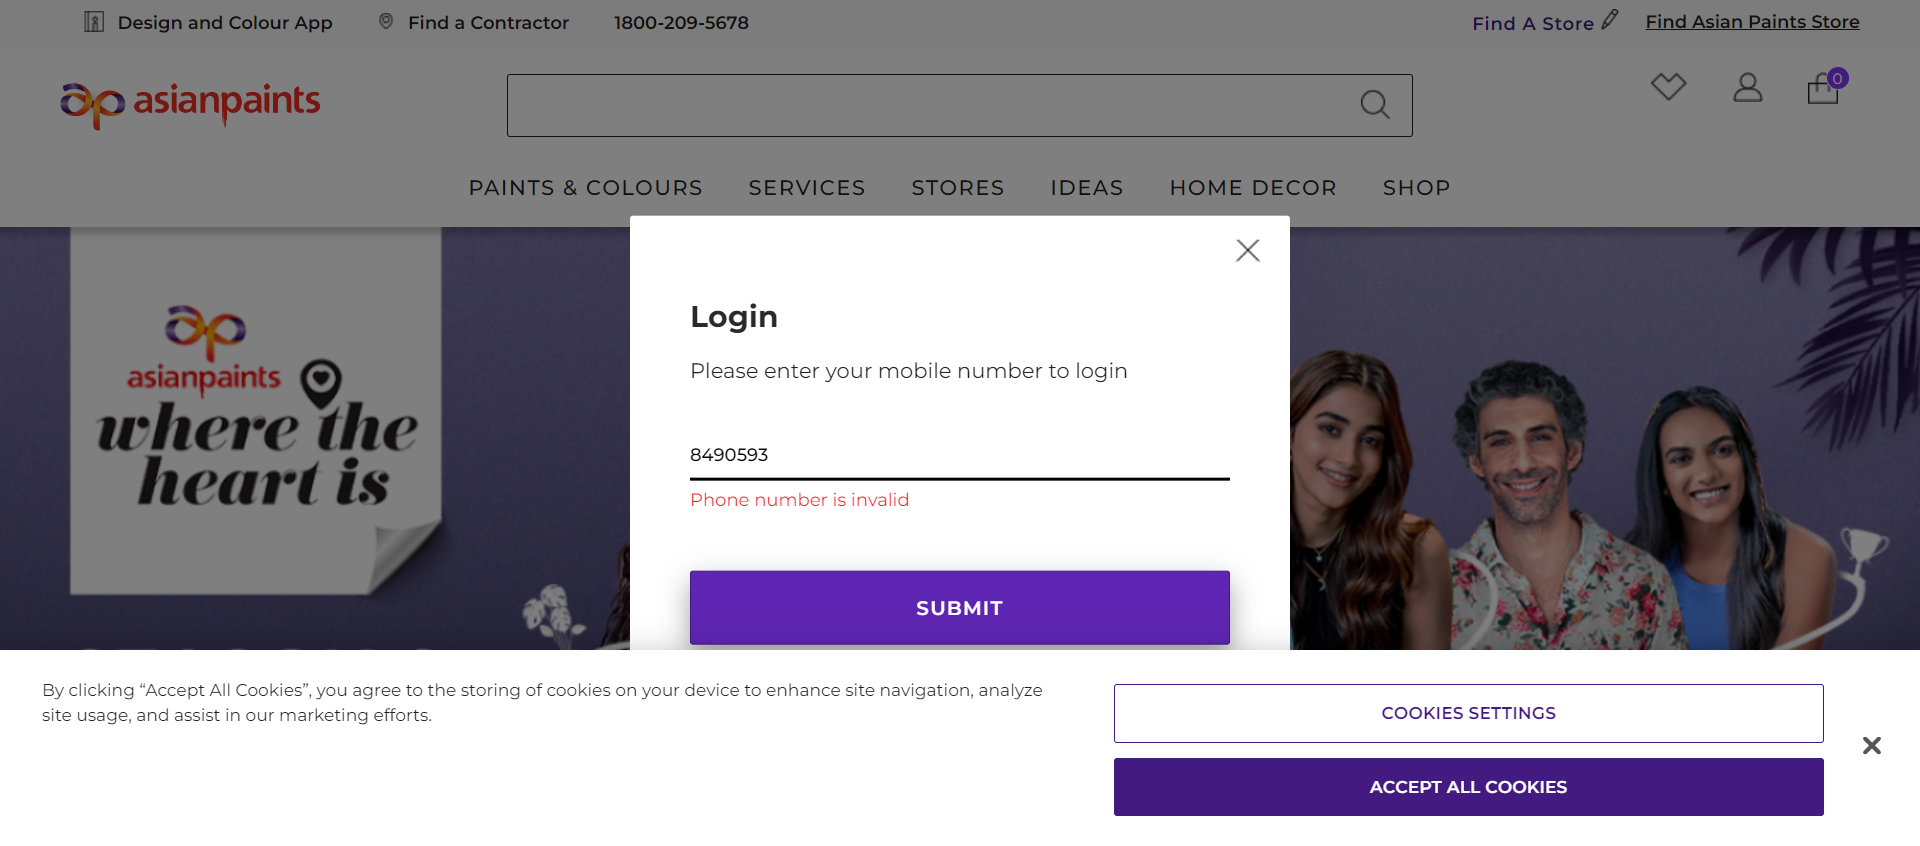 Design and Colour App
Find a Contractor
1800-209-5678
Find A Store
Find Asian Paints Store
asianpaints
0
PAINTS & COLOURS
SERVICES
STORES
IDEAS
HOME DECOR
SHOP
asianpaints
where the
heart is
Login
Please enter your mobile number to login
8490593
Phone number is invalid
SUBMIT
By clicking “Accept All Cookies”, you agree to the storing of cookies on your device to enhance site navigation, analyze
site usage, and assist in our marketing efforts.
COOKIES SETTINGS
ACCEPT ALL COOKIES